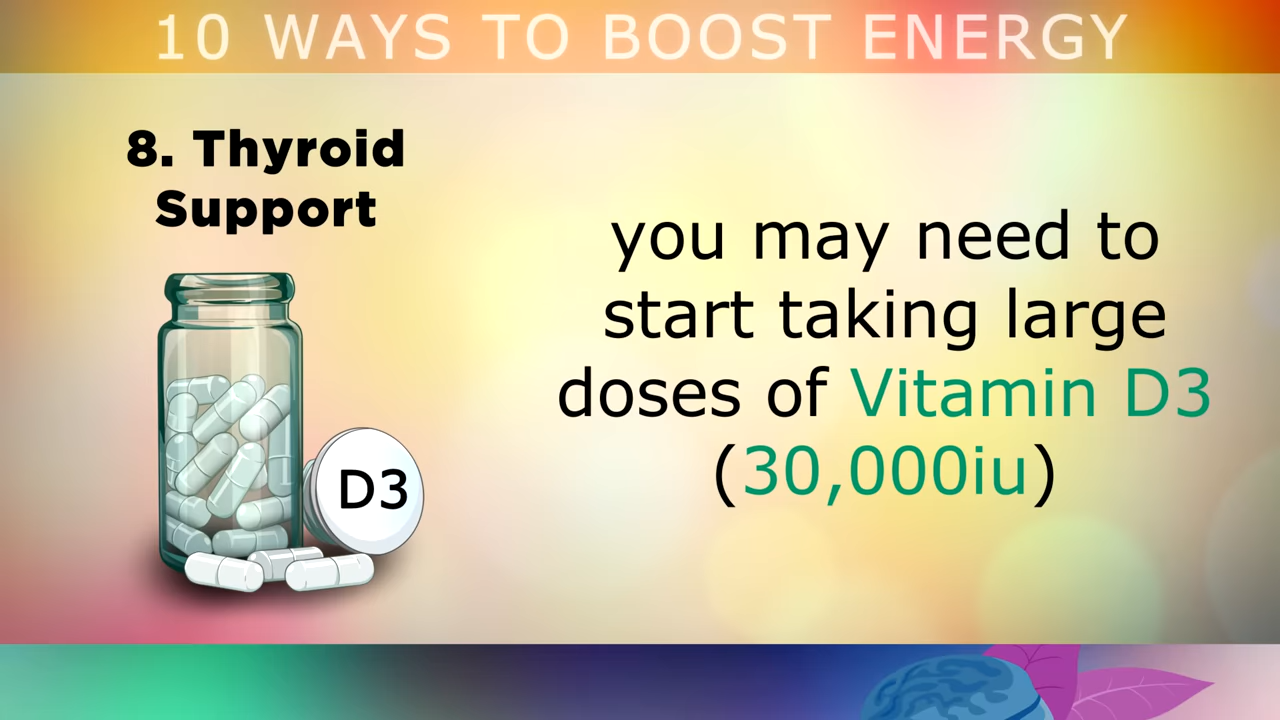 10 WAYS TO BOOST ENERGY
8. Thyroid
Support
D3
you may need to
start taking large
doses of Vitamin D3
(30,000iu)